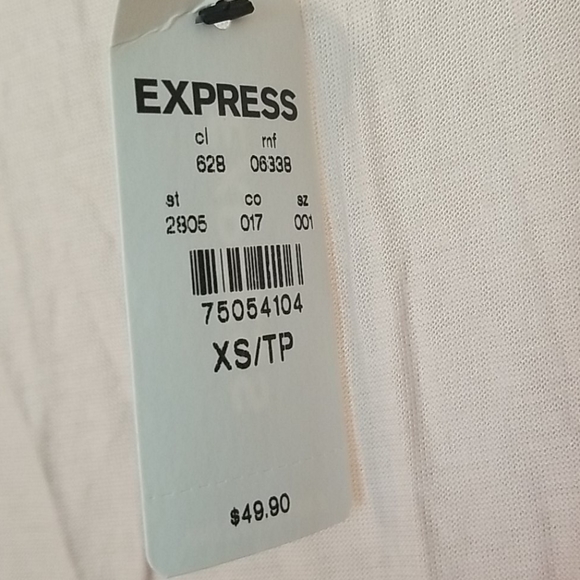 EXPRESS
cl rnf
628 06338
st co sz
2805 017 001
75054104
XS/TP
$49.90